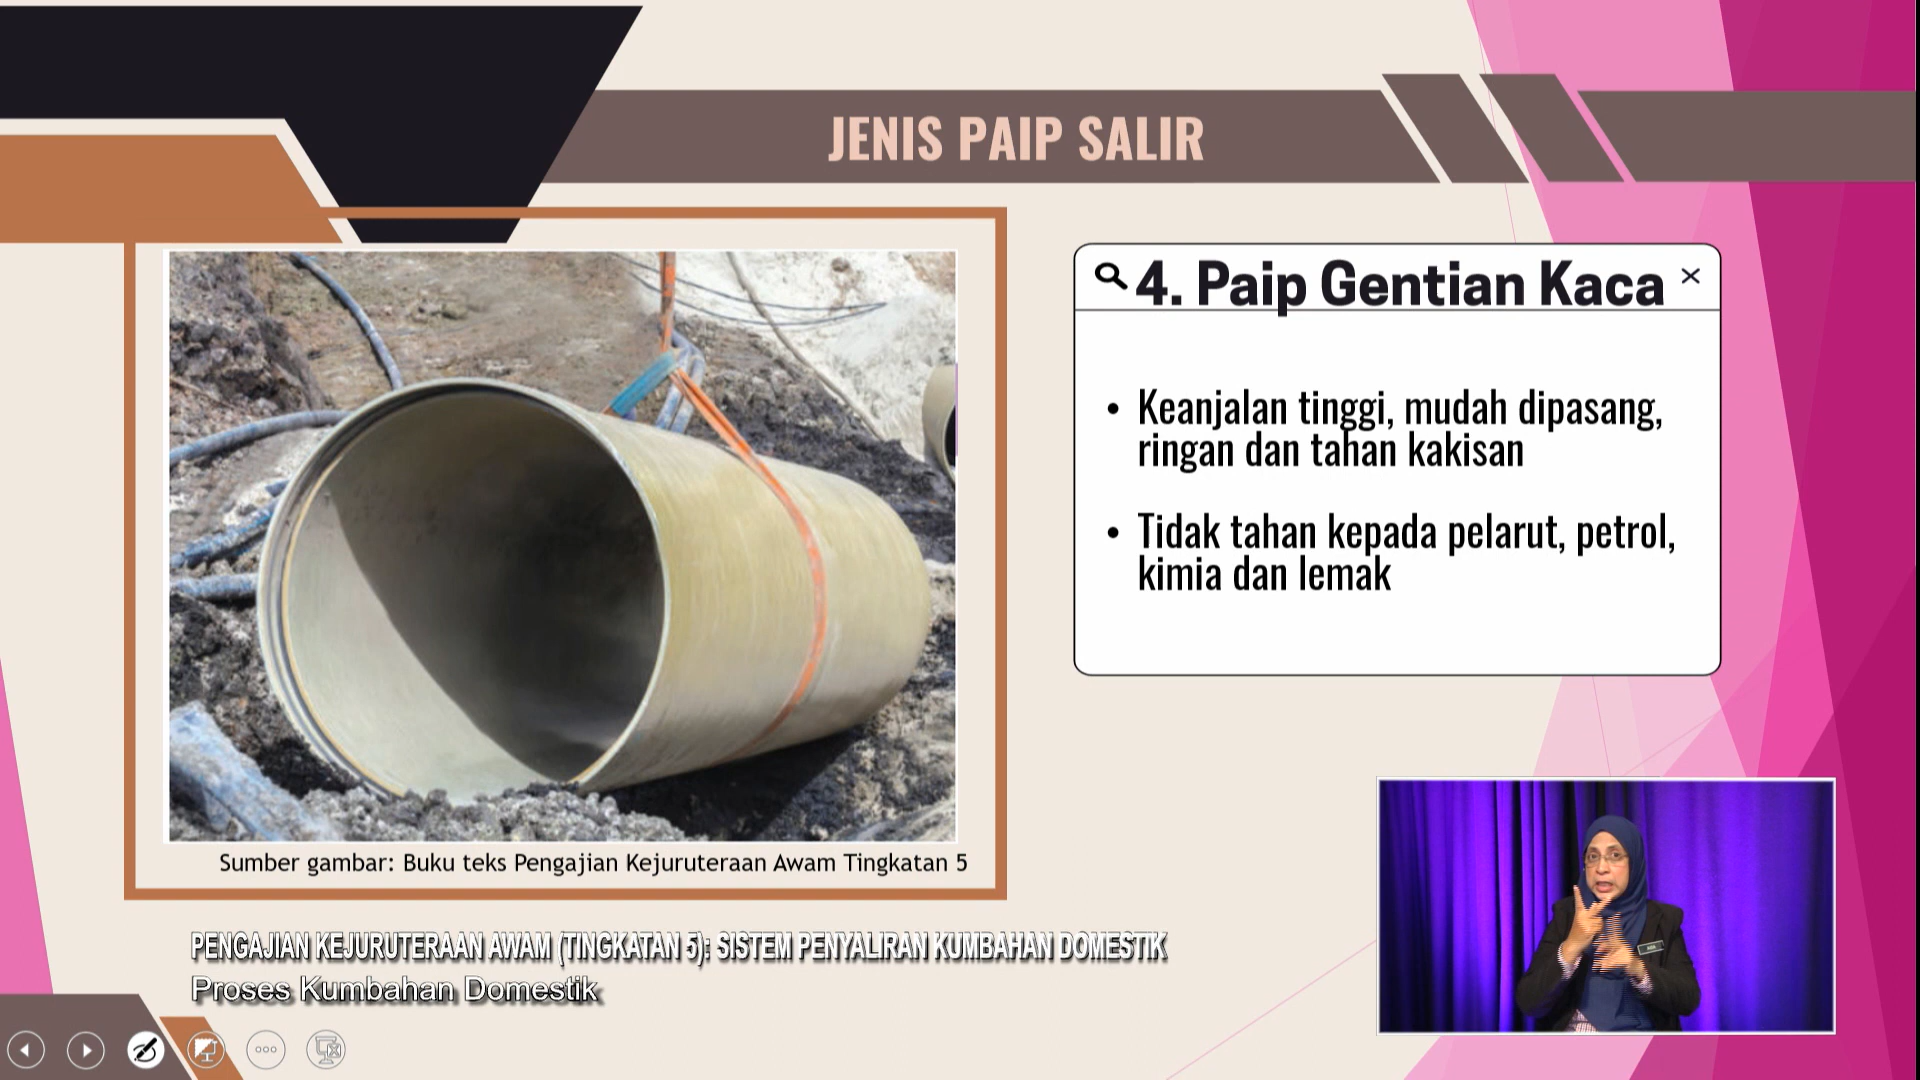 JENIS PAIP SALIR
4. Paip Gentian Kaca
• Keanjalan tinggi, mudah dipasang,
ringan dan tahan kakisan
• Tidak tahan kepada pelarut, petrol,
kimia dan lemak
Sumber gambar: Buku teks Pengajian Kejuruteraan Awam Tingkatan 5
PENGAJIAN KEJURUTERAAN AWAM (TINGKATAN 5): SISTEM PENYALIRAN KUMBAHAN DOMESTIK
Proses Kumbahan Domestik